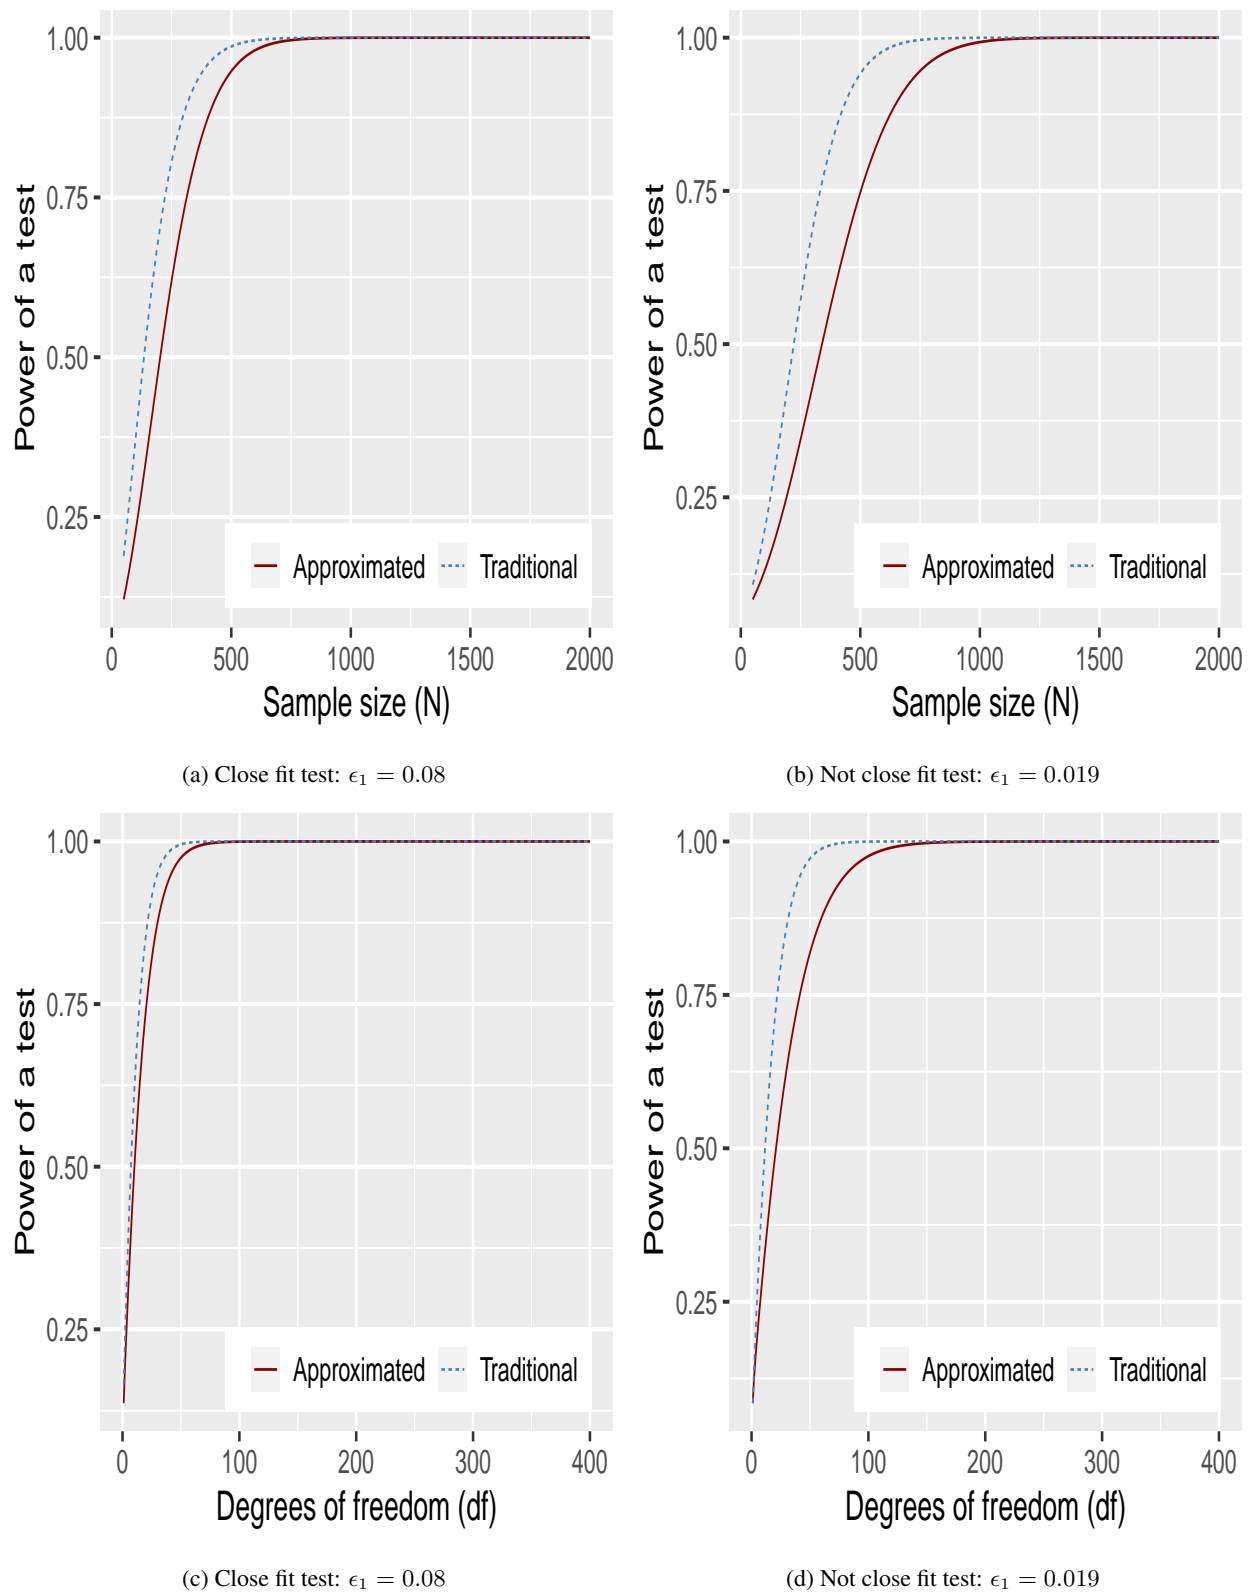 Power of a test
1.00
0.75
0.50
0.25
Approximated Traditional
0 500 1000 1500 2000
Sample size (N)
(a) Close fit test: ϵ₁ = 0.08
Power of a test
1.00
0.75
0.50
0.25
Approximated Traditional
0 500 1000 1500 2000
Sample size (N)
(b) Not close fit test: ϵ₁ = 0.019
Power of a test
1.00
0.75
0.50
0.25
Approximated Traditional
0 100 200 300 400
Degrees of freedom (df)
(c) Close fit test: ϵ₁ = 0.08
Power of a test
1.00
0.75
0.50
0.25
Approximated Traditional
0 100 200 300 400
Degrees of freedom (df)
(d) Not close fit test: ϵ₁ = 0.019